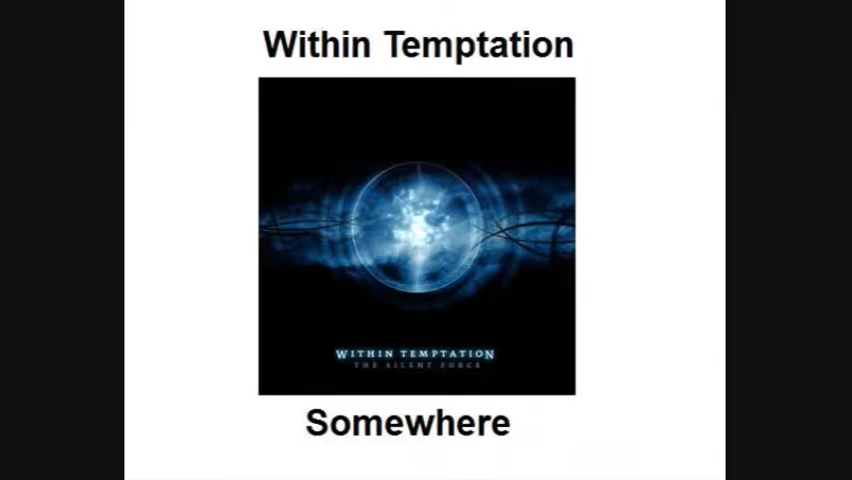 Within Temptation
WITHIN TEMPTATION
THE SILENT FORCE
Somewhere